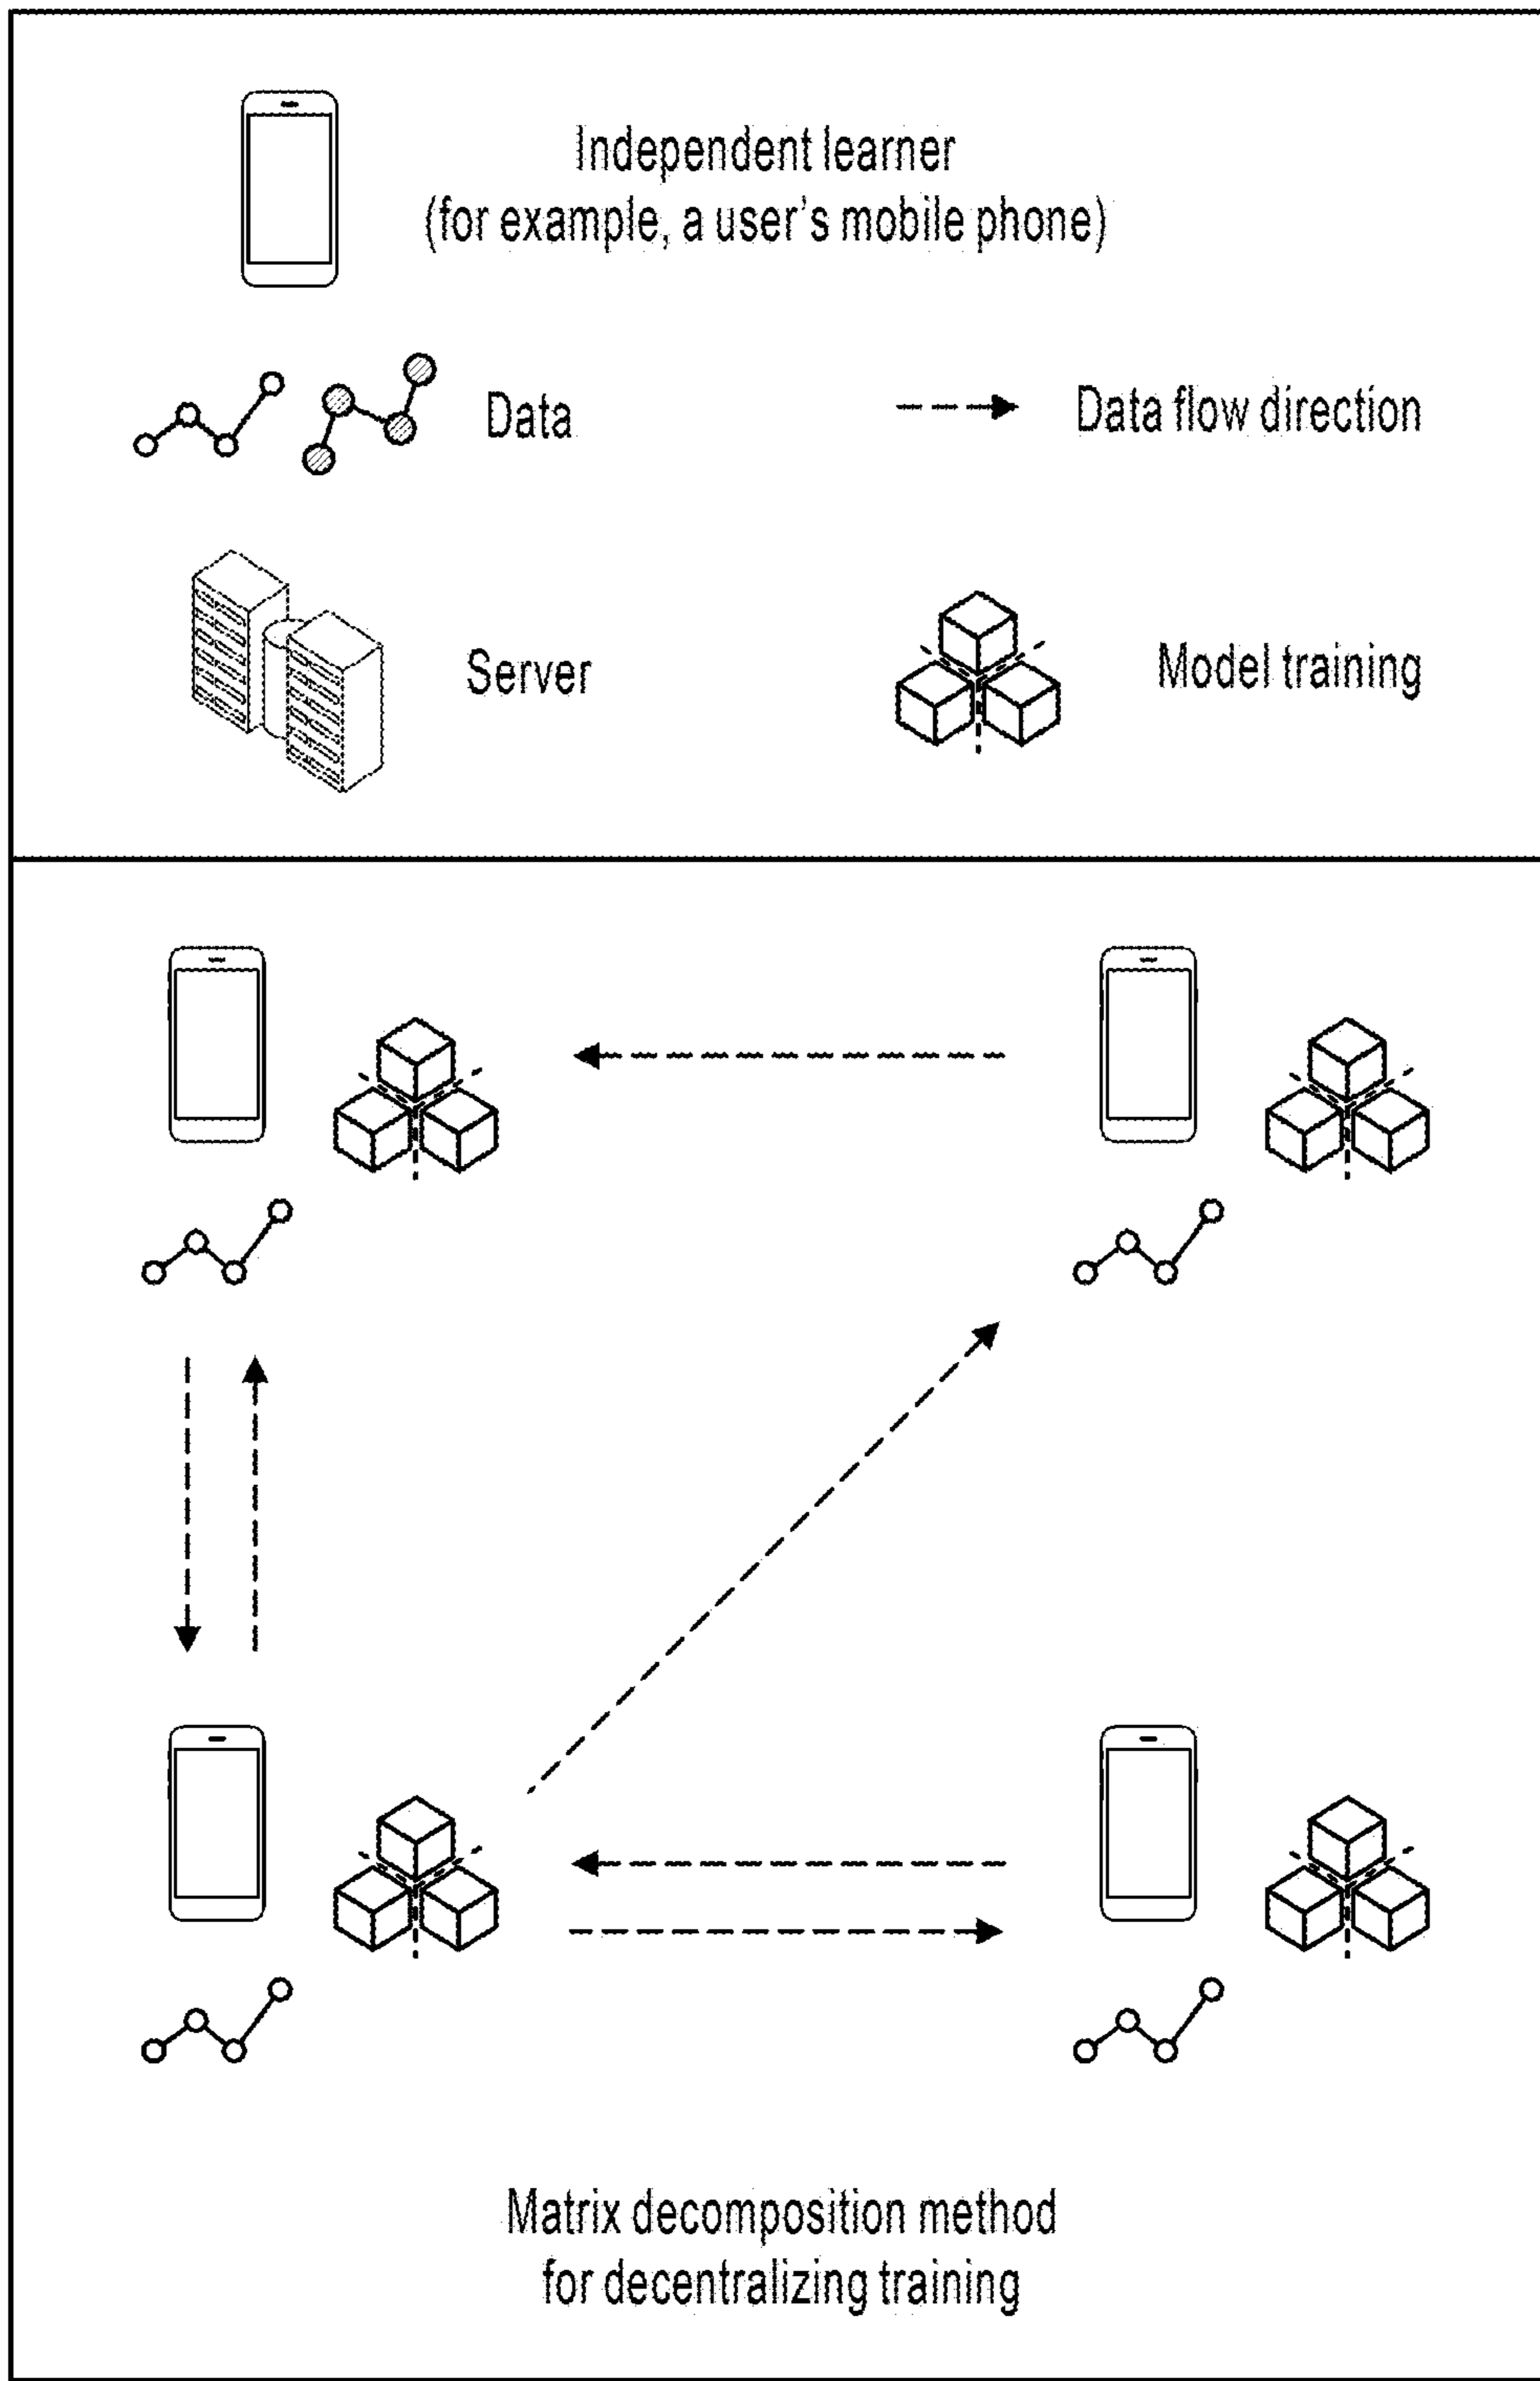 Independent learner
(for example, a user's mobile phone)
Data
Data flow direction
Server
Model training
Matrix decomposition method
for decentralizing training